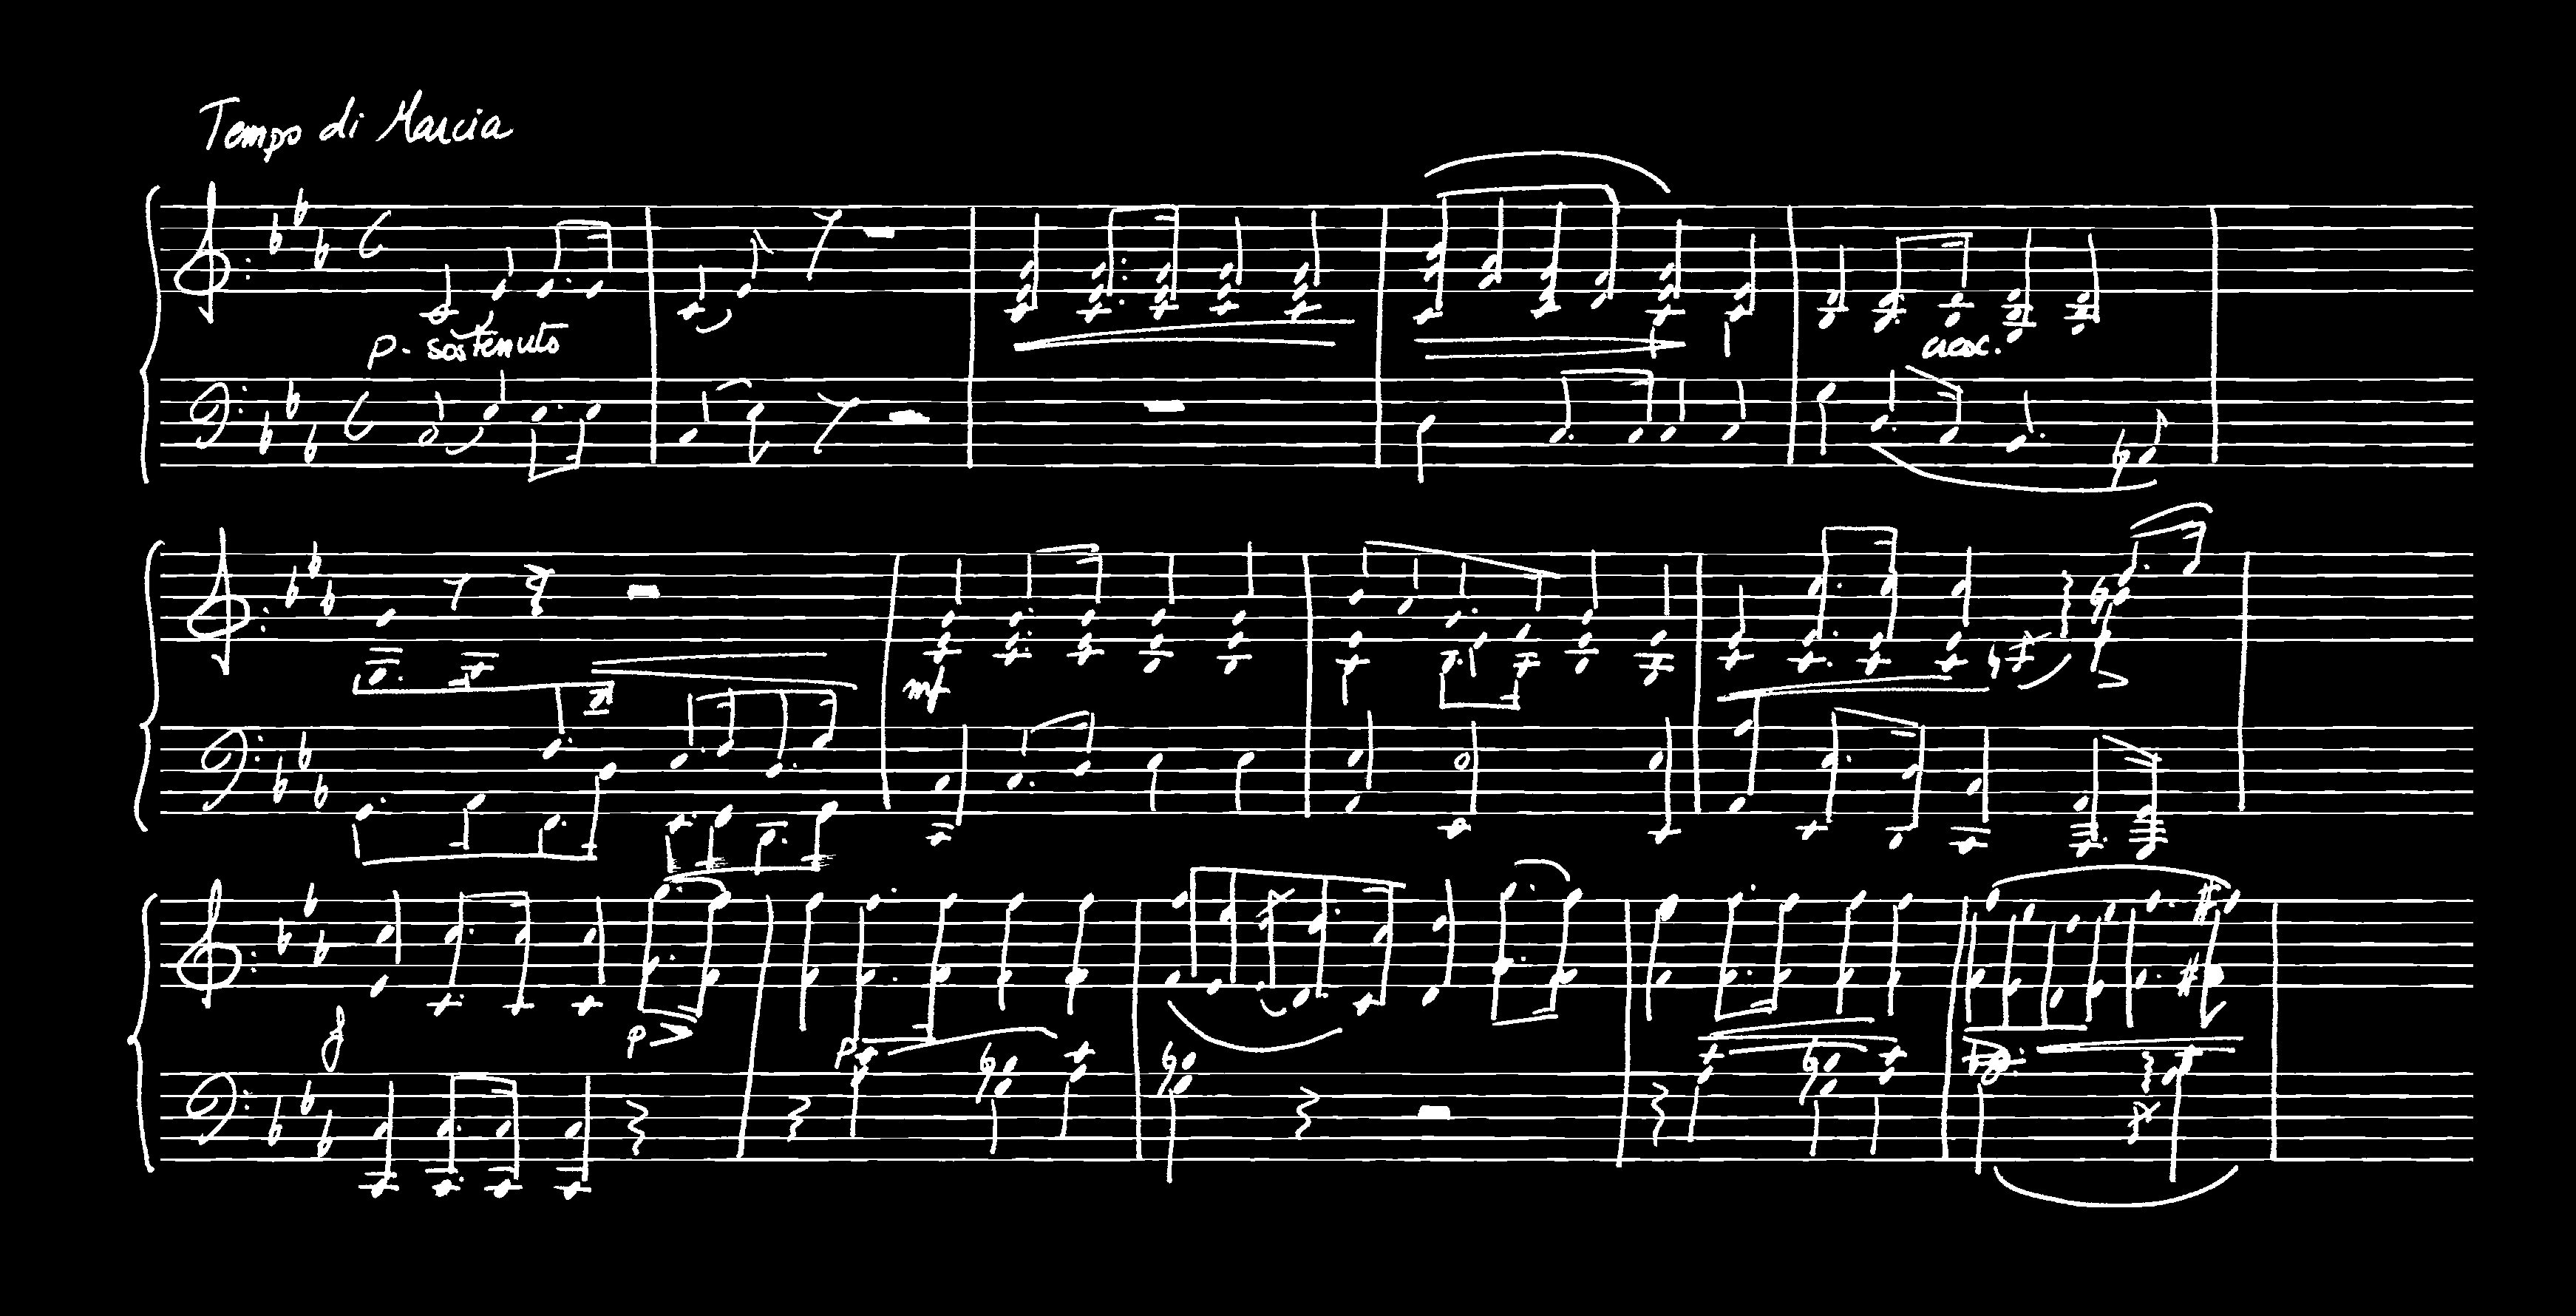 Tempo di Marcia
p - sostenuto
cresc.
mf
f
p
p